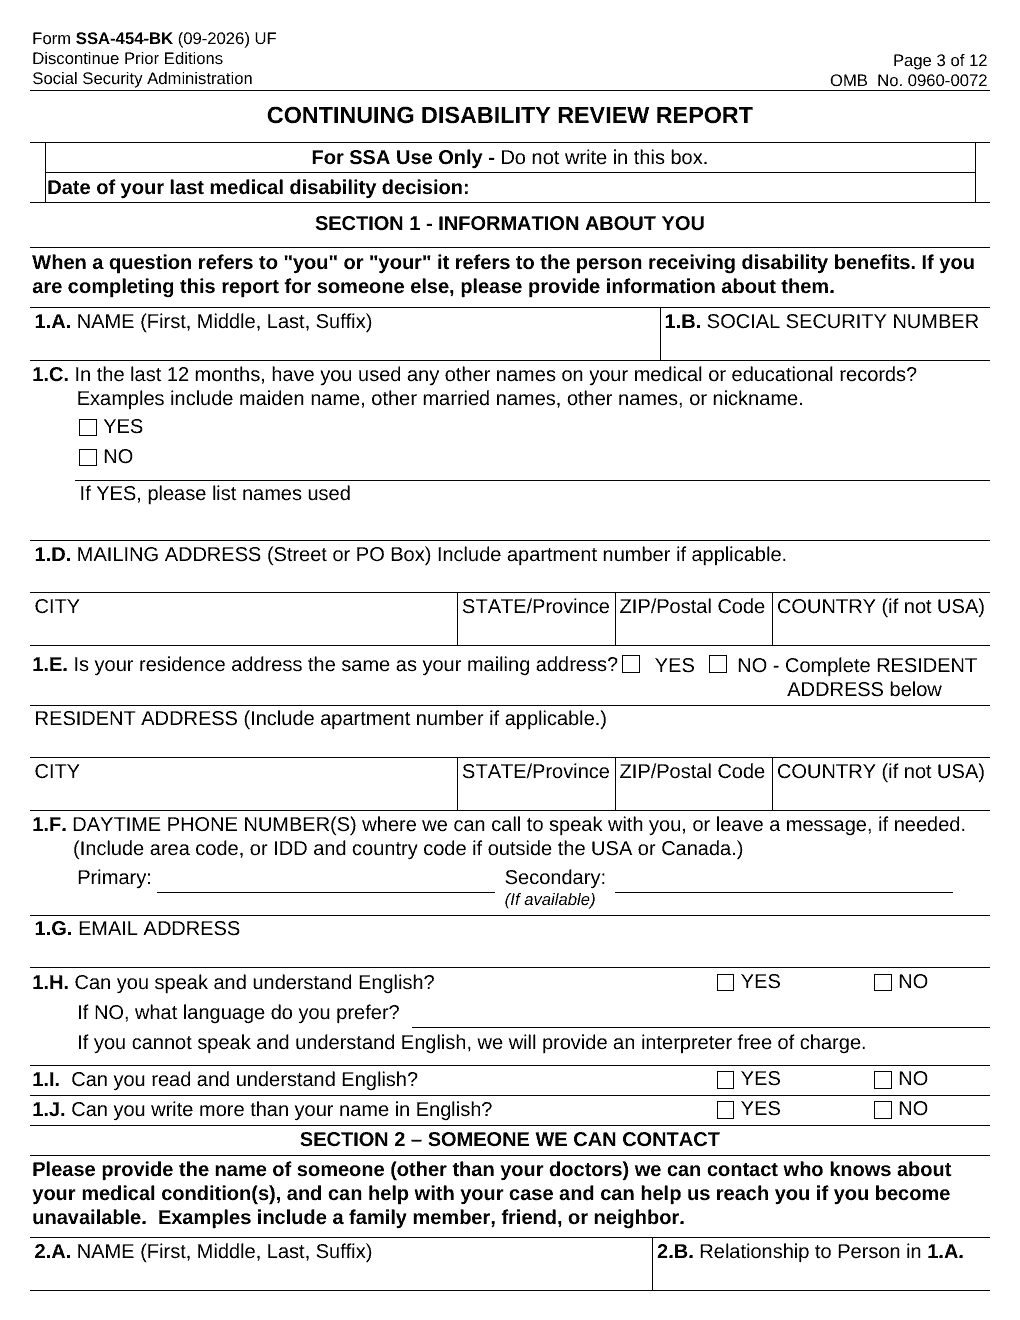 Form SSA-454-BK (09-2026) UF
Discontinue Prior Editions
Social Security Administration
Page 3 of 12
OMB No. 0960-0072
CONTINUING DISABILITY REVIEW REPORT
For SSA Use Only - Do not write in this box.
Date of your last medical disability decision:
SECTION 1 - INFORMATION ABOUT YOU
When a question refers to "you" or "your" it refers to the person receiving disability benefits. If you
are completing this report for someone else, please provide information about them.
1.A. NAME (First, Middle, Last, Suffix)
1.B. SOCIAL SECURITY NUMBER
1.C. In the last 12 months, have you used any other names on your medical or educational records?
Examples include maiden name, other married names, other names, or nickname.
YES
NO
If YES, please list names used
1.D. MAILING ADDRESS (Street or PO Box) Include apartment number if applicable.
CITY
STATE/Province
ZIP/Postal Code
COUNTRY (if not USA)
1.E. Is your residence address the same as your mailing address? YES NO - Complete RESIDENT
ADDRESS below
RESIDENT ADDRESS (Include apartment number if applicable.)
CITY
STATE/Province
ZIP/Postal Code
COUNTRY (if not USA)
1.F. DAYTIME PHONE NUMBER(S) where we can call to speak with you, or leave a message, if needed.
(Include area code, or IDD and country code if outside the USA or Canada.)
Primary:
Secondary:
(If available)
1.G. EMAIL ADDRESS
1.H. Can you speak and understand English? YES NO
If NO, what language do you prefer?
If you cannot speak and understand English, we will provide an interpreter free of charge.
1.I. Can you read and understand English? YES NO
1.J. Can you write more than your name in English? YES NO
SECTION 2 – SOMEONE WE CAN CONTACT
Please provide the name of someone (other than your doctors) we can contact who knows about
your medical condition(s), and can help with your case and can help us reach you if you become
unavailable. Examples include a family member, friend, or neighbor.
2.A. NAME (First, Middle, Last, Suffix)
2.B. Relationship to Person in 1.A.